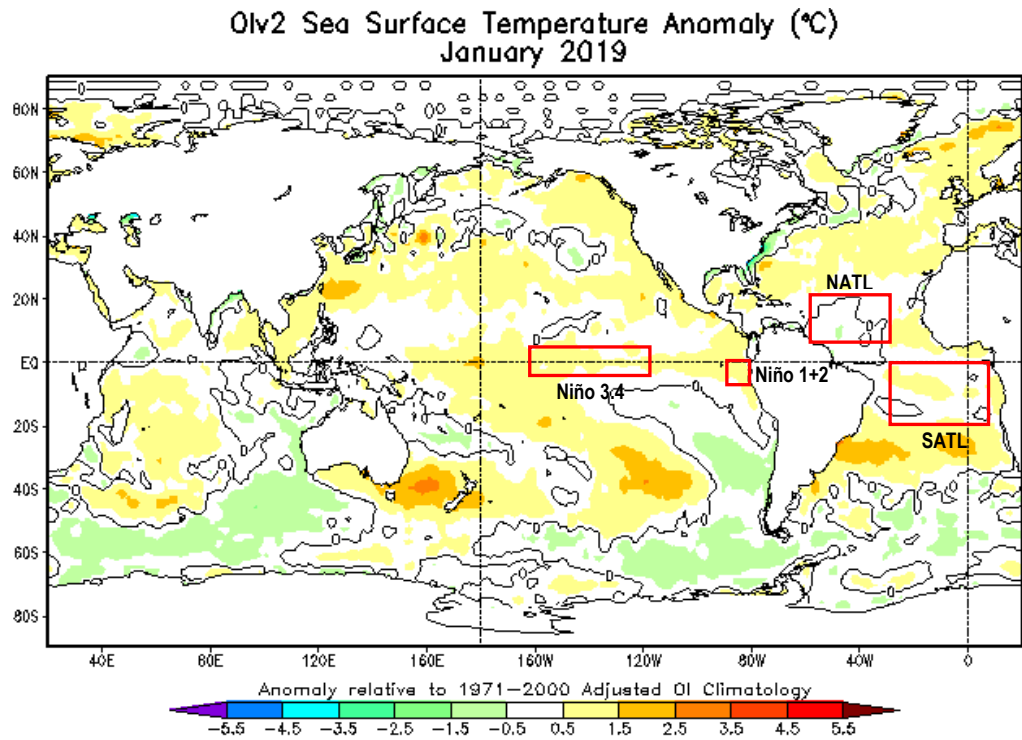 OIv2 Sea Surface Temperature Anomaly (°C)
January 2019
80N
60N
40N
20N
EQ
20S
40S
60S
80S
NATL
Niño 3.4
Niño 1+2
SATL
40E 80E 120E 160E 160W 120W 80W 40W 0
Anomaly relative to 1971-2000 Adjusted OI Climatology
-5.5 -4.5 -3.5 -2.5 -1.5 -0.5 0.5 1.5 2.5 3.5 4.5 5.5